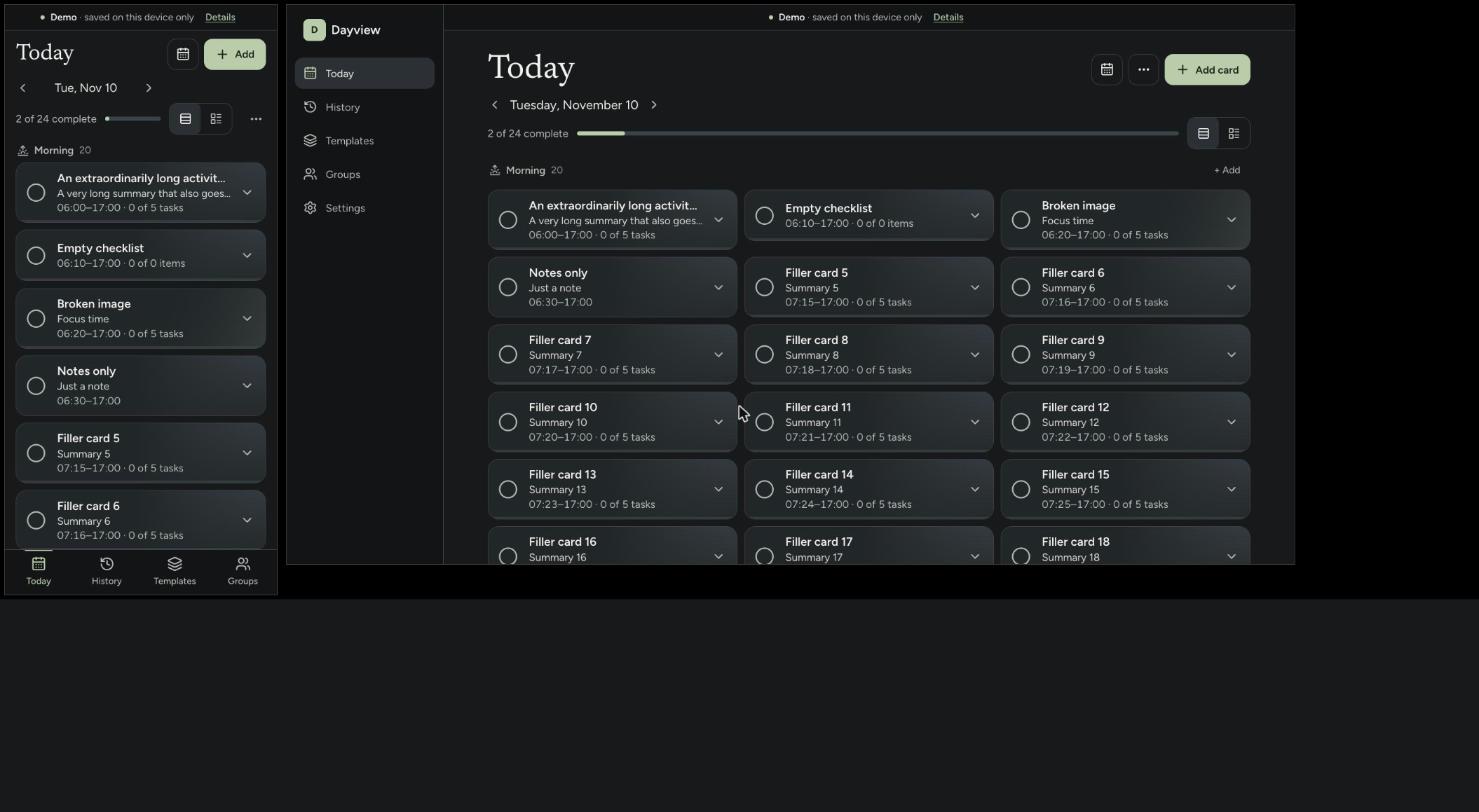 Demo · saved on this device only Details
Today
Add
Tue, Nov 10
2 of 24 complete
Morning 20
An extraordinarily long activit...
A very long summary that also goes...
06:00–17:00 · 0 of 5 tasks
Empty checklist
06:10–17:00 · 0 of 0 items
Broken image
Focus time
06:20–17:00 · 0 of 5 tasks
Notes only
Just a note
06:30–17:00
Filler card 5
Summary 5
07:15–17:00 · 0 of 5 tasks
Filler card 6
Summary 6
07:16–17:00 · 0 of 5 tasks
Today
History
Templates
Groups
D Dayview
Today
History
Templates
Groups
Settings
Demo · saved on this device only Details
Today
Add card
Tuesday, November 10
2 of 24 complete
Morning 20
+ Add
An extraordinarily long activit...
A very long summary that also goes...
06:00–17:00 · 0 of 5 tasks
Empty checklist
06:10–17:00 · 0 of 0 items
Broken image
Focus time
06:20–17:00 · 0 of 5 tasks
Notes only
Just a note
06:30–17:00
Filler card 5
Summary 5
07:15–17:00 · 0 of 5 tasks
Filler card 6
Summary 6
07:16–17:00 · 0 of 5 tasks
Filler card 7
Summary 7
07:17–17:00 · 0 of 5 tasks
Filler card 8
Summary 8
07:18–17:00 · 0 of 5 tasks
Filler card 9
Summary 9
07:19–17:00 · 0 of 5 tasks
Filler card 10
Summary 10
07:20–17:00 · 0 of 5 tasks
Filler card 11
Summary 11
07:21–17:00 · 0 of 5 tasks
Filler card 12
Summary 12
07:22–17:00 · 0 of 5 tasks
Filler card 13
Summary 13
07:23–17:00 · 0 of 5 tasks
Filler card 14
Summary 14
07:24–17:00 · 0 of 5 tasks
Filler card 15
Summary 15
07:25–17:00 · 0 of 5 tasks
Filler card 16
Summary 16
Filler card 17
Summary 17
Filler card 18
Summary 18